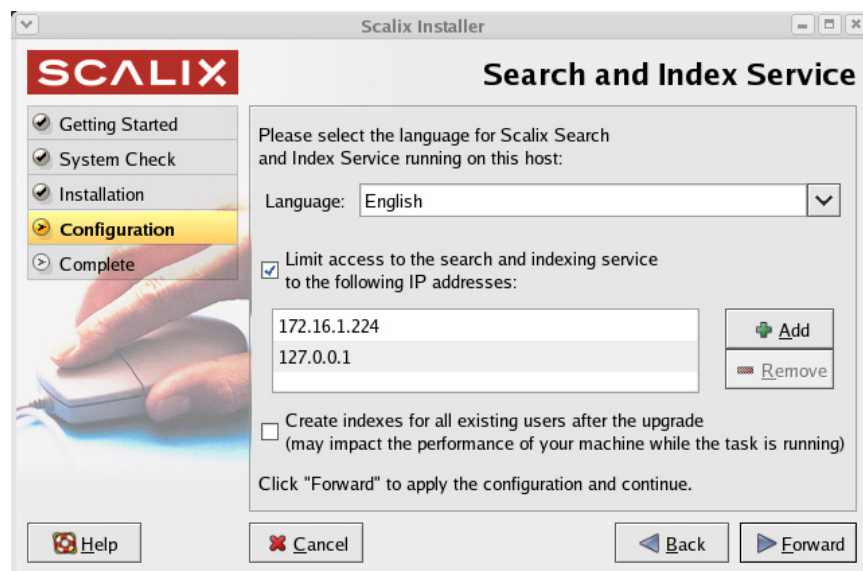 Scalix Installer
SCALIX
Search and Index Service
Getting Started
System Check
Installation
Configuration
Complete
Please select the language for Scalix Search
and Index Service running on this host:
Language: English
Limit access to the search and indexing service
to the following IP addresses:
172.16.1.224
127.0.0.1
Add
Remove
Create indexes for all existing users after the upgrade
(may impact the performance of your machine while the task is running)
Click "Forward" to apply the configuration and continue.
Help
Cancel
Back
Forward